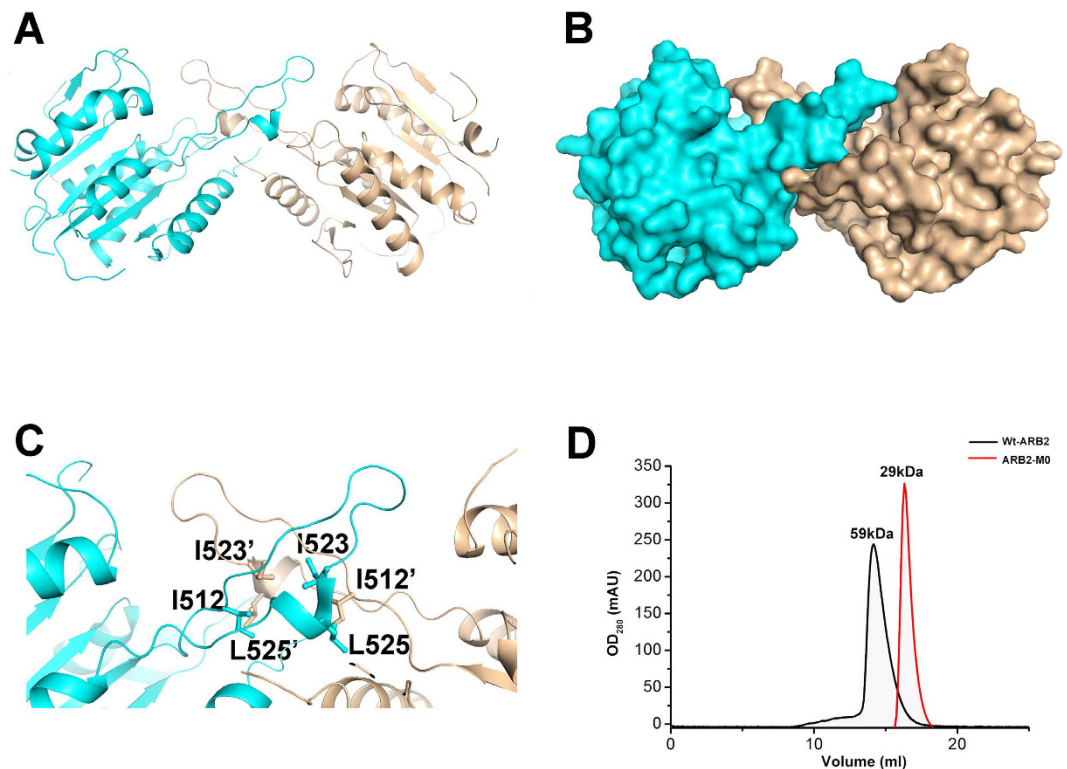 A
B
C
I523’
I523
I512
I512’
L525’
L525
D
Wt-ARB2
ARB2-M0
29kDa
59kDa
350
300
250
200
150
100
50
0
OD280 (mAU)
0
10
20
Volume (ml)